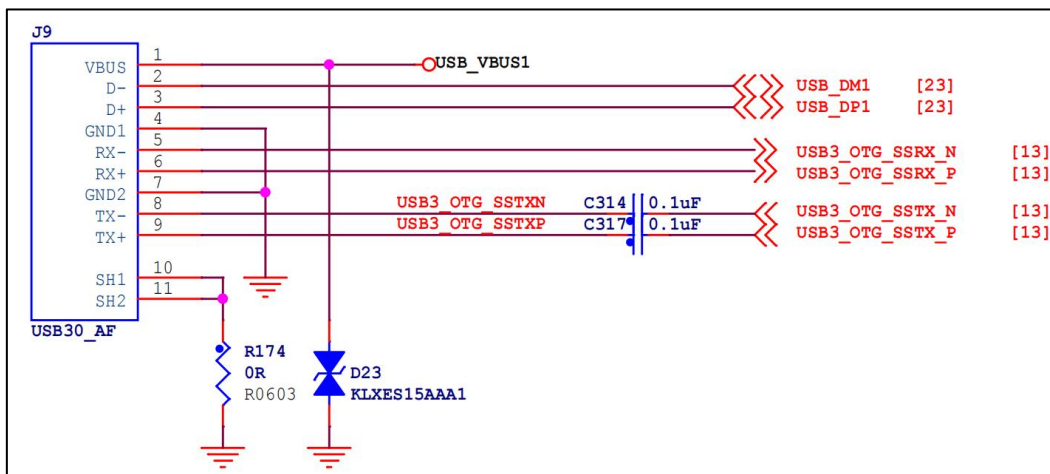 J9
VBUS 1 USB_VBUS1
D- 2 USB_DM1 [23]
D+ 3 USB_DP1 [23]
GND1 4
RX- 5 USB3_OTG_SSRX_N [13]
RX+ 6 USB3_OTG_SSRX_P [13]
GND2 7
TX- 8 USB3_OTG_SSTXN C314 0.1uF USB3_OTG_SSTX_N [13]
TX+ 9 USB3_OTG_SSTXP C317 0.1uF USB3_OTG_SSTX_P [13]
SH1 10
SH2 11
USB30_AF
R174
0R D23
R0603 KLXES15AAA1